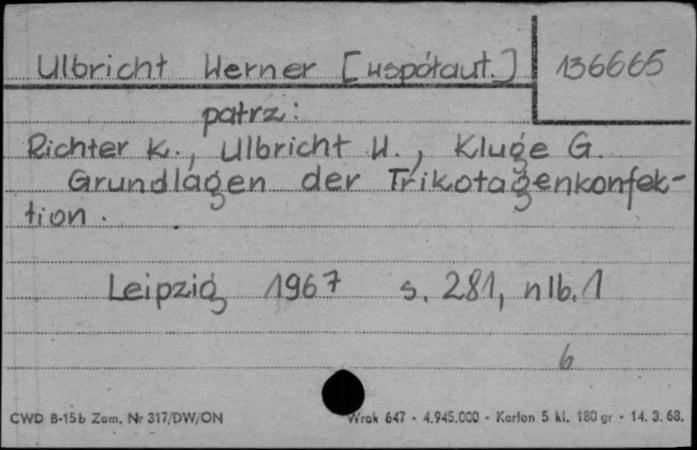 Ulbricht Werner [współaut.] 136665
patrz:
Richter K., Ulbricht W., Kluge G.
Grundlagen der Trikotagenkonfek-
tion.
Leipzig 1967 s. 281, nlb. 1
6
CWD B-15b Zam. Nr 317/DW/ON Wrak 647 - 4.945.000 - Karton 5 kl. 180 gr - 14. 3. 68.